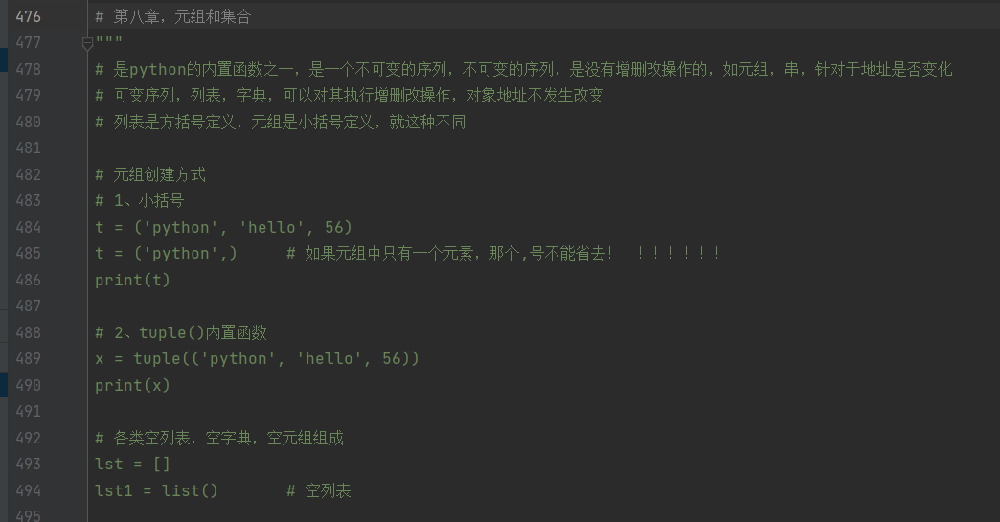 476 # 第八章，元组和集合
477 """
478 # 是python的内置函数之一，是一个不可变的序列，不可变的序列，是没有增删改操作的，如元组，串，针对于地址是否变化
479 # 可变序列，列表，字典，可以对其执行增删改操作，对象地址不发生改变
480 # 列表是方括号定义，元组是小括号定义，就这种不同
481
482 # 元组创建方式
483 # 1、小括号
484 t = ('python', 'hello', 56)
485 t = ('python',)     # 如果元组中只有一个元素，那个,号不能省去！！！！！！！！
486 print(t)
487
488 # 2、tuple()内置函数
489 x = tuple(('python', 'hello', 56))
490 print(x)
491
492 # 各类空列表，空字典，空元组组成
493 lst = []
494 lst1 = list()       # 空列表
495